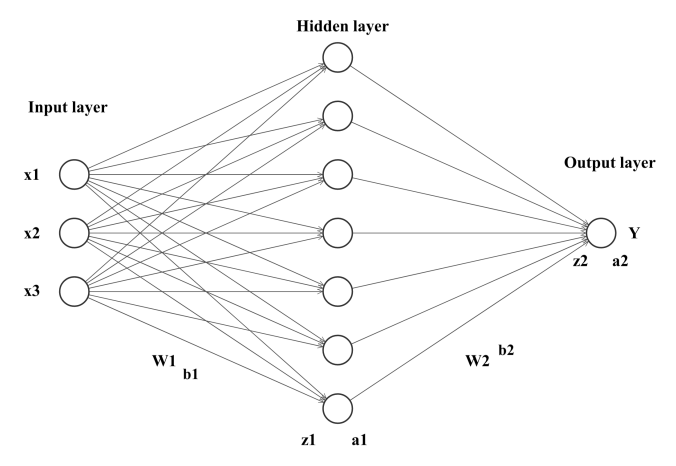 Hidden layer
Input layer
x1
Output layer
x2
Y
z2 a2
x3
W1
b1
W2 b2
z1 a1